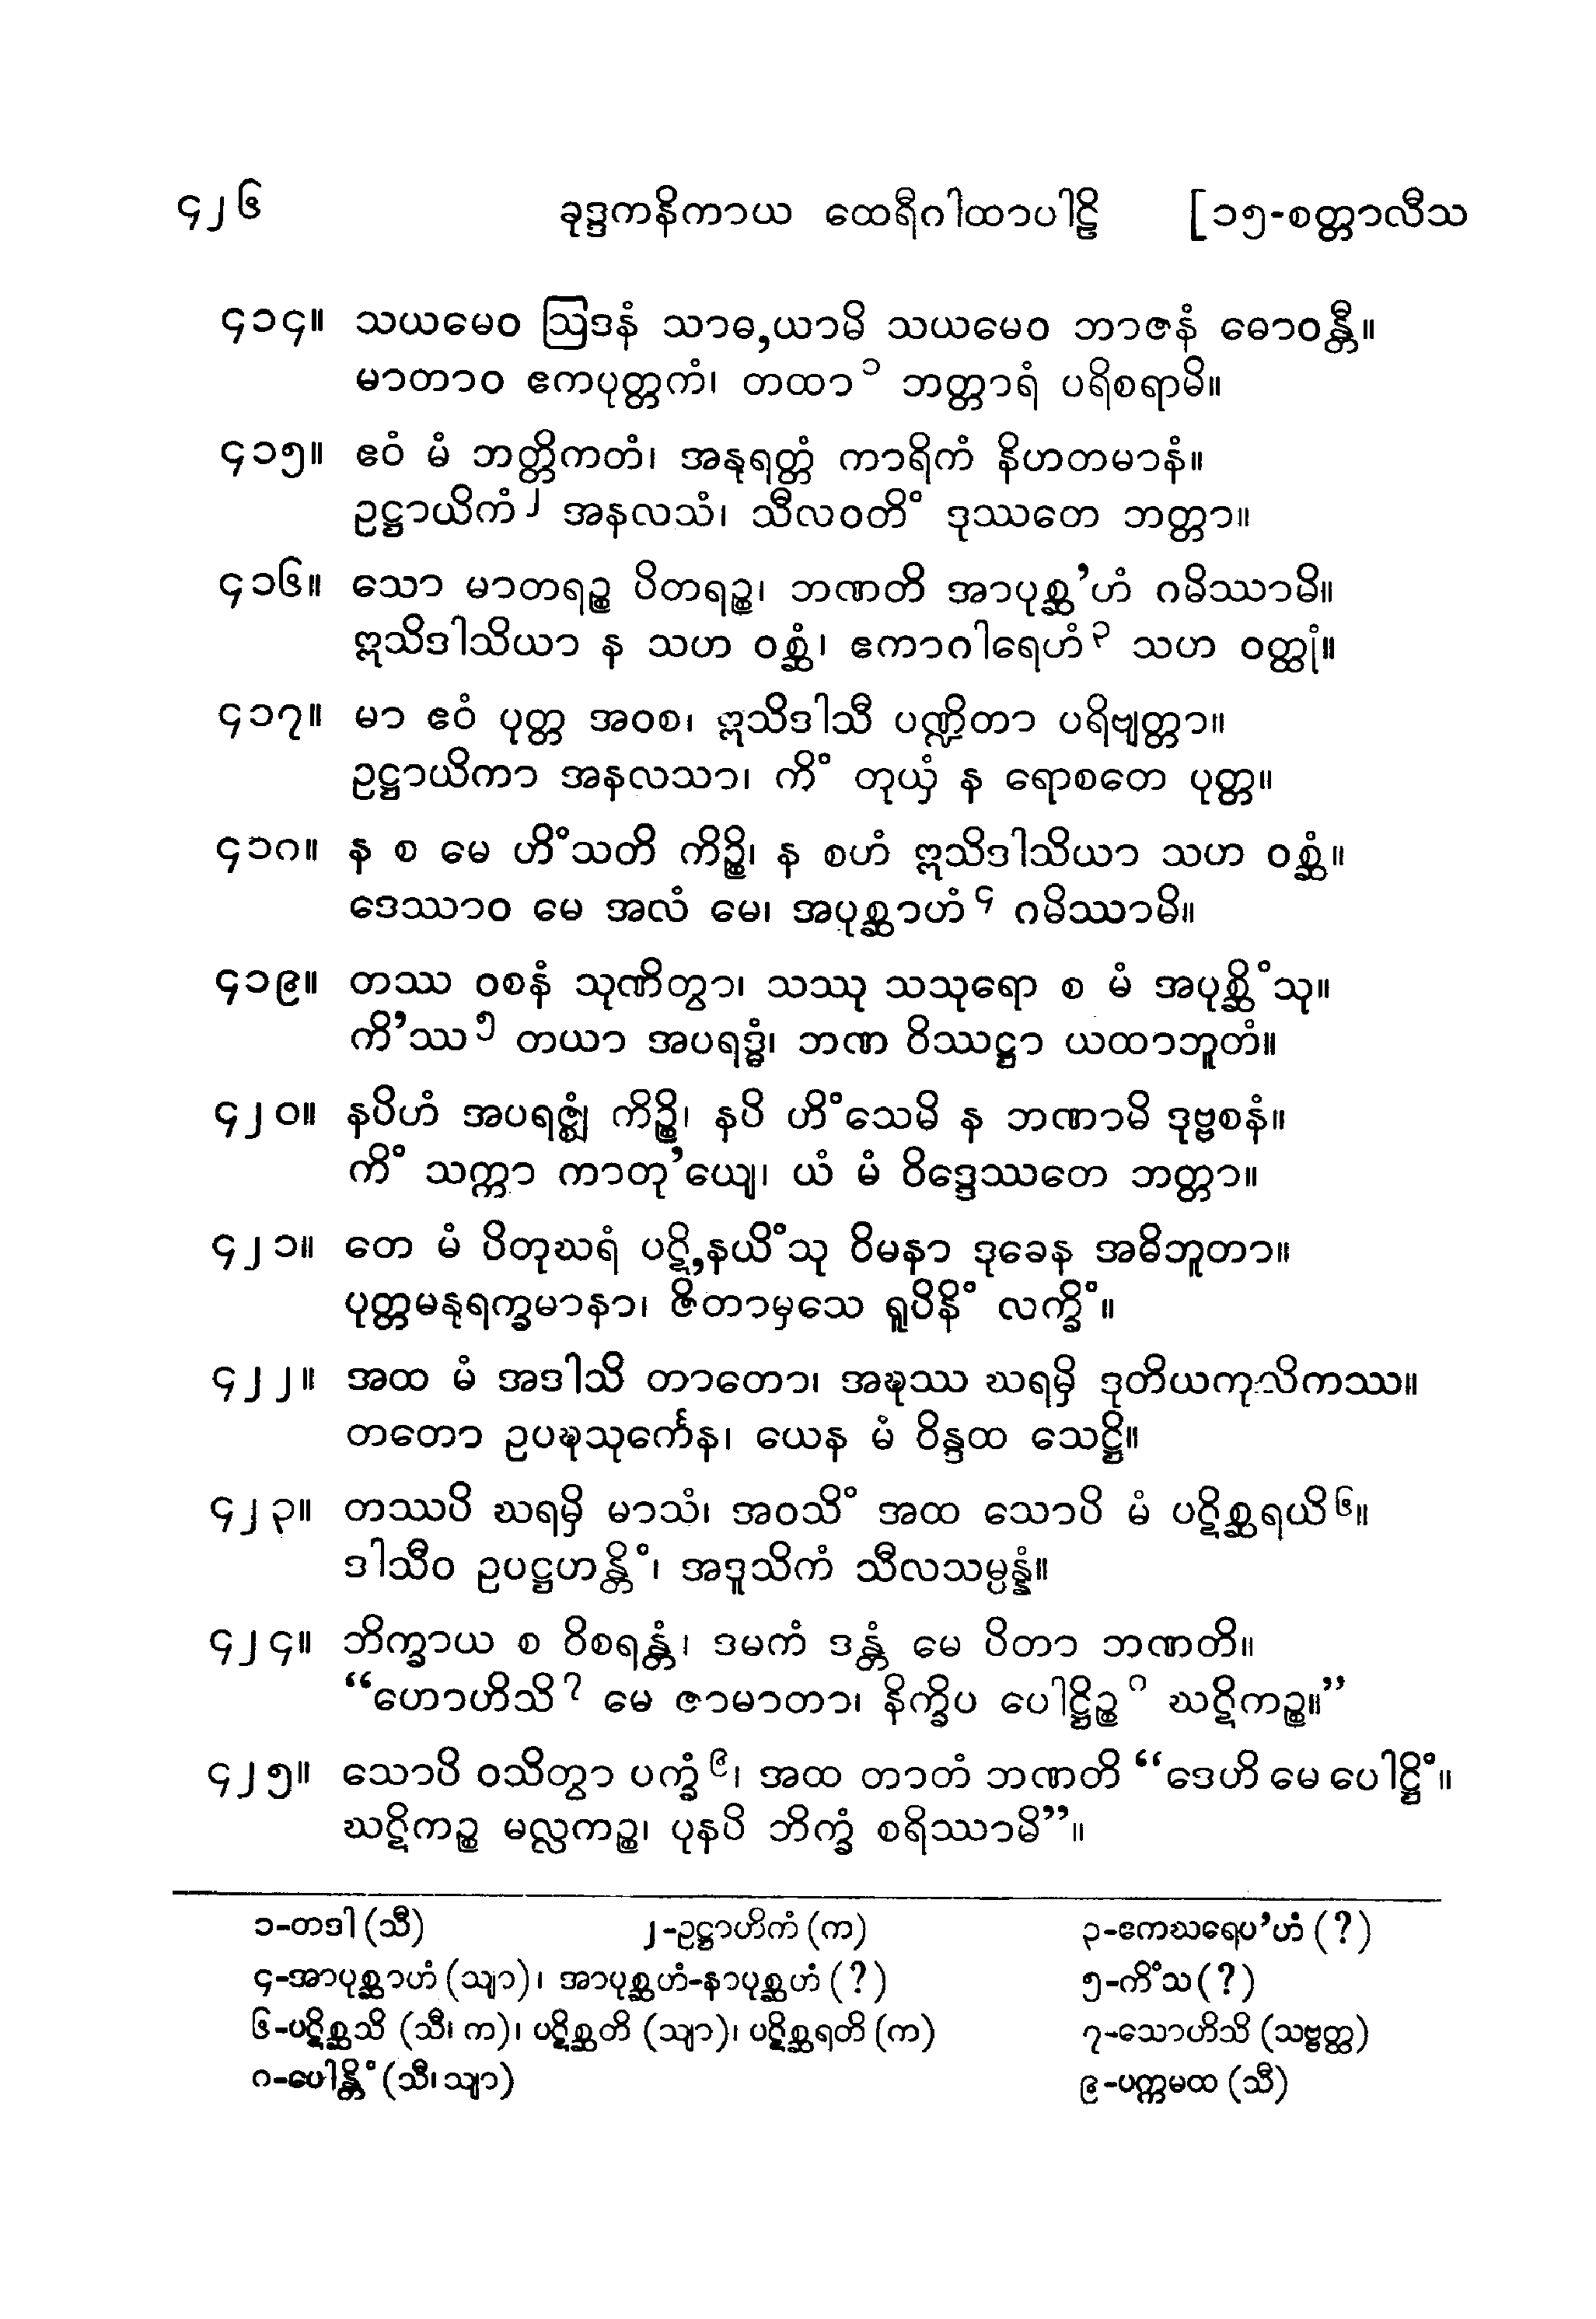 ၄၂၆ ခုဒ္ဒကနိကာယ ထေရီဂါထာပါဠိ [၁၅-စတ္တာလီသ
၄၁၄။ သယမေဝ ဩဒနံ သာဓ,ယာမိ သယမေဝ ဘာဇနံ ဓောဝန္တီ။
မာတာဝ ဧကပုတ္တကံ၊ တထာ၁ ဘတ္တာရံ ပရိစရာမိ။
၄၁၅။ ဧဝံ မံ ဘတ္တိကတံ၊ အနုရတ္တံ ကာရိကံ နိဟတမာနံ။
ဥဋ္ဌာယိကံ၂ အနလသံ၊ သီလဝတိံ ဒုဿတေ ဘတ္တာ။
၄၁၆။ သော မာတရဉ္စ ပိတရဉ္စ၊ ဘဏတိ အာပုစ္ဆ’ဟံ ဂမိဿာမိ။
ဣသိဒါသိယာ န သဟ ဝစ္ဆံ၊ ဧကာဂါရေဟံ၃ သဟ ဝတ္ထုံ။
၄၁၇။ မာ ဧဝံ ပုတ္တ အဝစ၊ ဣသိဒါသီ ပဏ္ဍိတာ ပရိဗျတ္တာ။
ဥဋ္ဌာယိကာ အနလသာ၊ ကိံ တုယှံ န ရောစတေ ပုတ္တ။
၄၁၈။ န စ မေ ဟိံသတိ ကိဉ္စိ၊ န စဟံ ဣသိဒါသိယာ သဟ ဝစ္ဆံ။
ဒေဿာဝ မေ အလံ မေ၊ အပုစ္ဆာဟံ၄ ဂမိဿာမိ။
၄၁၉။ တဿ ဝစနံ သုဏိတွာ၊ သဿု သသုရော စ မံ အပုစ္ဆိံသု။
ကိ’ဿ၅ တယာ အပရဒ္ဓံ၊ ဘဏ ဝိဿဋ္ဌာ ယထာဘူတံ။
၄၂၀။ နပိဟံ အပရဇ္ဈံ ကိဉ္စိ၊ နပိ ဟိံသေမိ န ဘဏာမိ ဒုဗ္ဗစနံ။
ကိံ သက္ကာ ကာတု’ယျေ၊ ယံ မံ ဝိဒ္ဒေဿတေ ဘတ္တာ။
၄၂၁။ တေ မံ ပိတုဃရံ ပဋိ,နယိံသု ဝိမနာ ဒုခေန အဓိဘူတာ။
ပုတ္တမနုရက္ခမာနာ၊ ဇိတာမှသေ ရူပိနိံ လက္ခိံ။
၄၂၂။ အထ မံ အဒါသိ တာတော၊ အဍ္ဎဿ ဃရမှိ ဒုတိယကုလိကဿ။
တတော ဥပဍ္ဎသုင်္ကေန၊ ယေန မံ ဝိန္ဒထ သေဋ္ဌိ။
၄၂၃။ တဿပိ ဃရမှိ မာသံ၊ အဝသိံ အထ သောပိ မံ ပဋိစ္ဆရယိ၆။
ဒါသီဝ ဥပဋ္ဌဟန္တိံ၊ အဒူသိကံ သီလသမ္ပန္နံ။
၄၂၄။ ဘိက္ခာယ စ ဝိစရန္တံ၊ ဒမကံ ဒန္တံ မေ ပိတာ ဘဏတိ။
“ဟောဟိသိ၇ မေ ဇာမာတာ၊ နိက္ခိပ ပေါဋ္ဌိဉ္စ၈ ဃဋိကဉ္စ။”
၄၂၅။ သောပိ ဝသိတွာ ပက္ခံ၉၊ အထ တာတံ ဘဏတိ “ဒေဟိ မေ ပေါဋ္ဌိံ။
ဃဋိကဉ္စ မလ္လကဉ္စ၊ ပုနပိ ဘိက္ခံ စရိဿာမိ”။
၁-တဒါ (သီ) ၂-ဥဋ္ဌာဟိကံ (က) ၃-ဧကဃရေပ’ဟံ (?)
၄-အာပုစ္ဆာဟံ (သျာ)၊ အာပုစ္ဆဟံ-နာပုစ္ဆဟံ (?) ၅-ကိံသ (?)
၆-ပဋိစ္ဆသိ (သီ၊ က)၊ ပဋိစ္ဆတိ (သျာ)၊ ပဋိစ္ဆရတိ (က) ၇-သောဟိသိ (သဗ္ဗတ္ထ)
၈-ပေါန္တိံ (သီ၊ သျာ) ၉-ပက္ကမထ (သီ)